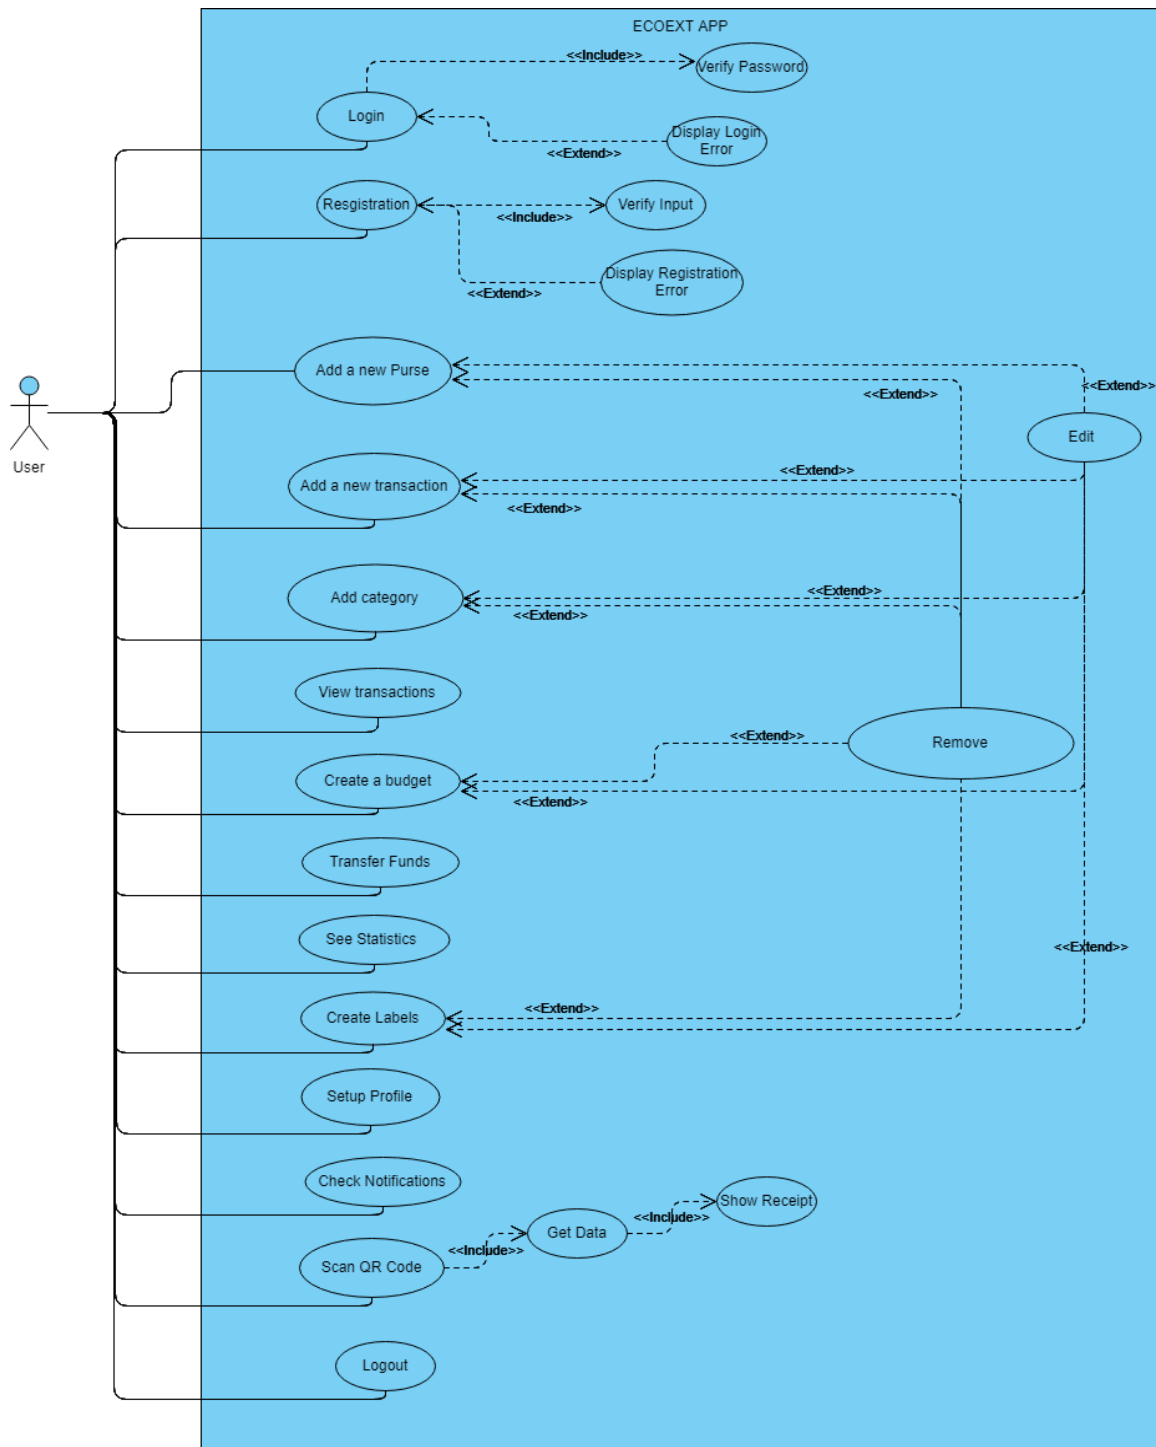 ECOEXT APP
<<Include>>
Verify Password
Login
Display Login
Error
<<Extend>>
Resgistration
Verify Input
<<Include>>
Display Registration
Error
<<Extend>>
Add a new Purse
<<Extend>>
<<Extend>>
Edit
User
<<Extend>>
Add a new transaction
<<Extend>>
<<Extend>>
Add category
<<Extend>>
View transactions
<<Extend>>
Remove
Create a budget
<<Extend>>
Transfer Funds
See Statistics
<<Extend>>
<<Extend>>
Create Labels
Setup Profile
Check Notifications
Show Receipt
<<Include>>
Get Data
<<Include>>
Scan QR Code
Logout